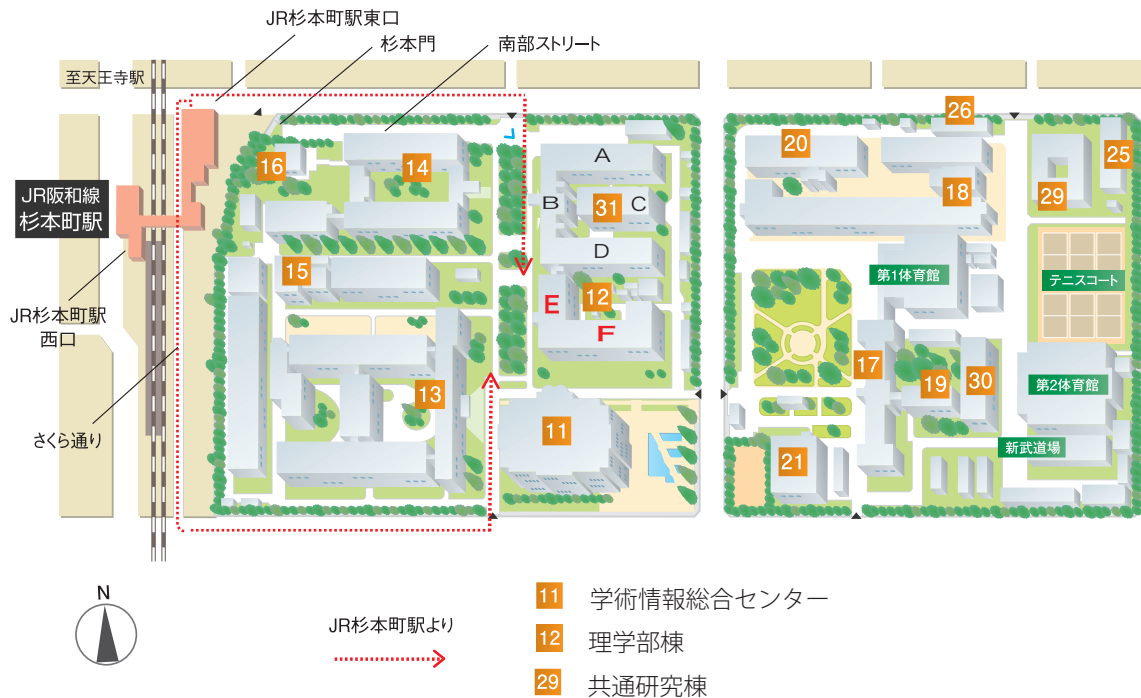 JR杉本町駅東口
杉本門
南部ストリート
至天王寺駅
JR阪和線
杉本町駅
JR杉本町駅
西口
さくら通り
16
14
A
B
31
C
D
15
12
E
F
13
11
20
26
25
18
29
第1体育館
テニスコート
17
19
30
第2体育館
新武道場
21
N
JR杉本町駅より
11 学術情報総合センター
12 理学部棟
29 共通研究棟